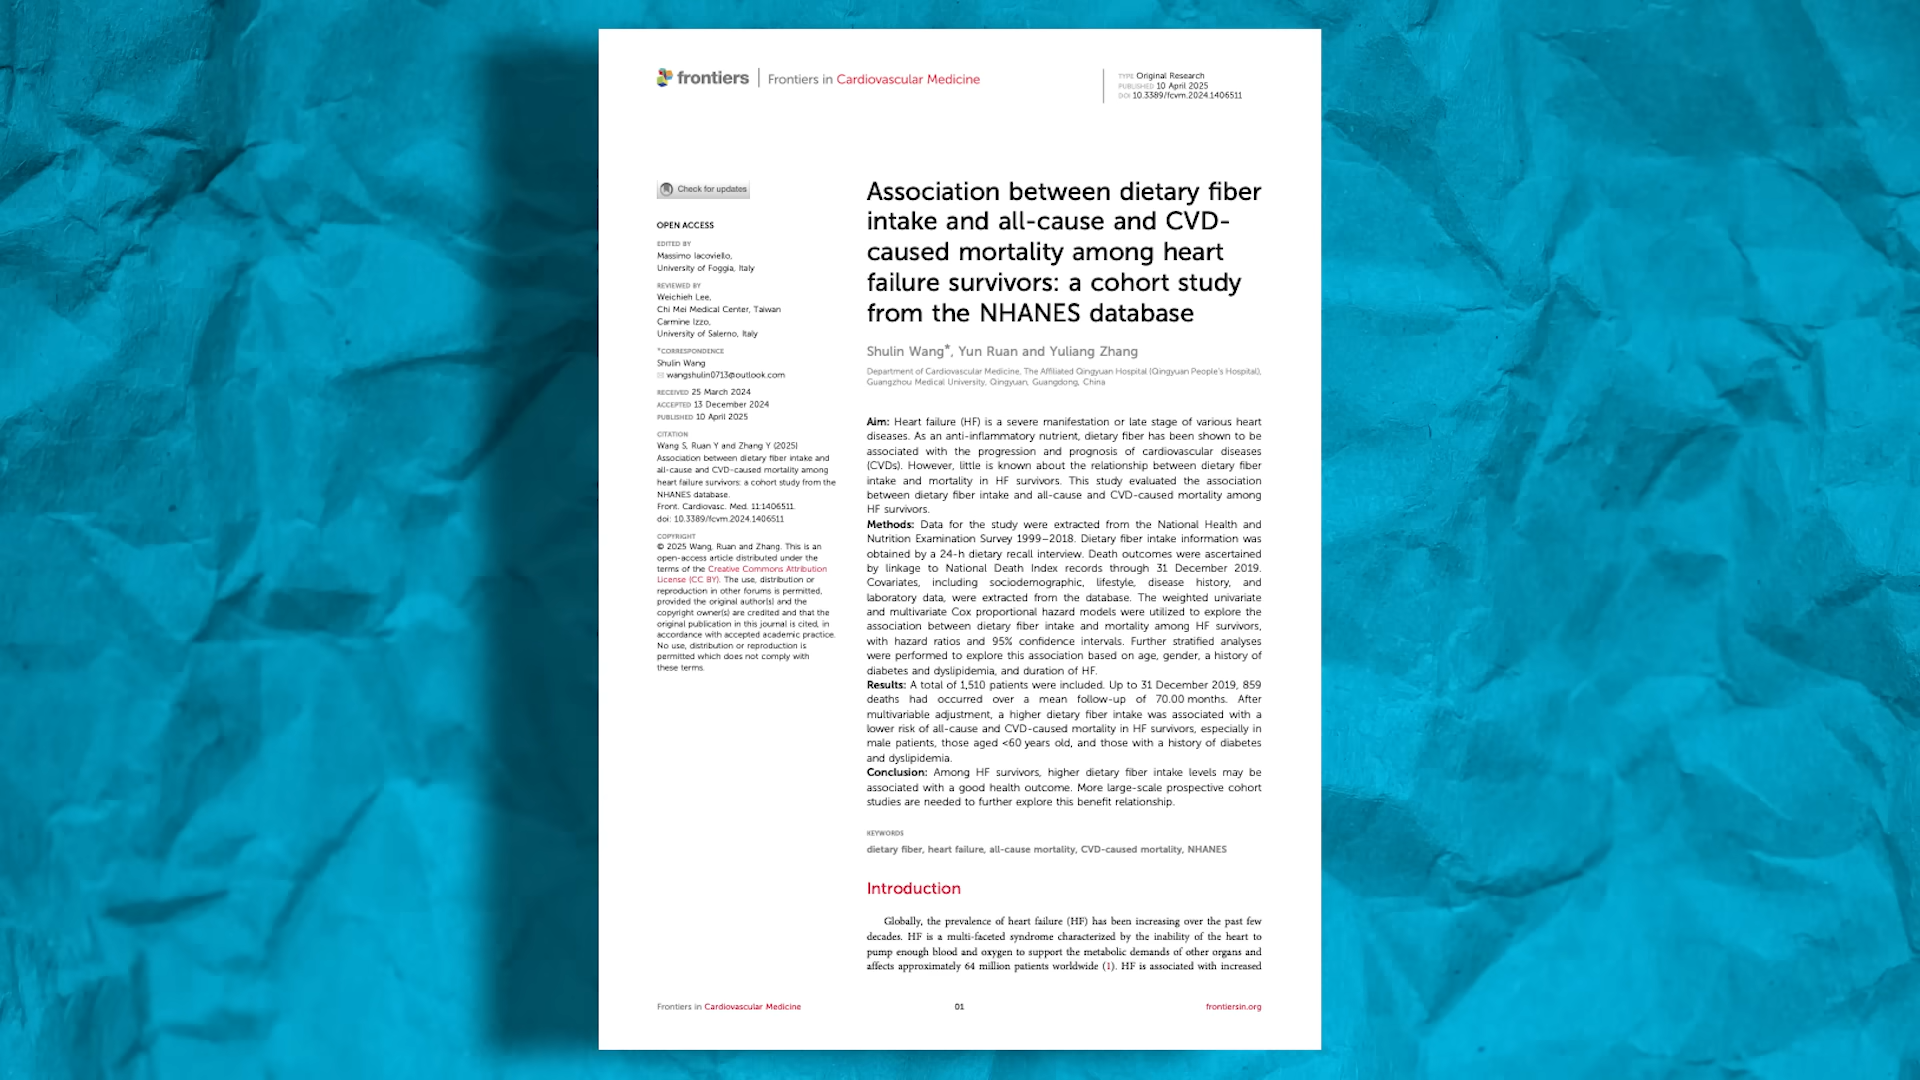 frontiers | Frontiers in Cardiovascular Medicine
TYPE Original Research
PUBLISHED 10 April 2025
DOI 10.3389/fcvm.2024.1406511
Check for updates
OPEN ACCESS
EDITED BY
Massimo Iacoviello,
University of Foggia, Italy
REVIEWED BY
Weichieh Lee,
Chi Mei Medical Center, Taiwan
Carmine Izzo,
University of Salerno, Italy
*CORRESPONDENCE
Shulin Wang
wangshulin0713@outlook.com
RECEIVED 25 March 2024
ACCEPTED 13 December 2024
PUBLISHED 10 April 2025
CITATION
Wang S, Ruan Y and Zhang Y (2025)
Association between dietary fiber intake and
all-cause and CVD-caused mortality among
heart failure survivors: a cohort study from the
NHANES database.
Front. Cardiovasc. Med. 11:1406511.
doi: 10.3389/fcvm.2024.1406511
COPYRIGHT
© 2025 Wang, Ruan and Zhang. This is an
open-access article distributed under the
terms of the Creative Commons Attribution
License (CC BY). The use, distribution or
reproduction in other forums is permitted,
provided the original author(s) and the
copyright owner(s) are credited and that the
original publication in this journal is cited, in
accordance with accepted academic practice.
No use, distribution or reproduction is
permitted which does not comply with
these terms.
Association between dietary fiber
intake and all-cause and CVD-
caused mortality among heart
failure survivors: a cohort study
from the NHANES database
Shulin Wang*, Yun Ruan and Yuliang Zhang
Department of Cardiovascular Medicine, The Affiliated Qingyuan Hospital (Qingyuan People's Hospital),
Guangzhou Medical University, Qingyuan, Guangdong, China
Aim: Heart failure (HF) is a severe manifestation or late stage of various heart
diseases. As an anti-inflammatory nutrient, dietary fiber has been shown to be
associated with the progression and prognosis of cardiovascular diseases
(CVDs). However, little is known about the relationship between dietary fiber
intake and mortality in HF survivors. This study evaluated the association
between dietary fiber intake and all-cause and CVD-caused mortality among
HF survivors.
Methods: Data for the study were extracted from the National Health and
Nutrition Examination Survey 1999–2018. Dietary fiber intake information was
obtained by a 24-h dietary recall interview. Death outcomes were ascertained
by linkage to National Death Index records through 31 December 2019.
Covariates, including sociodemographic, lifestyle, disease history, and
laboratory data, were extracted from the database. The weighted univariate
and multivariate Cox proportional hazard models were utilized to explore the
association between dietary fiber intake and mortality among HF survivors,
with hazard ratios and 95% confidence intervals. Further stratified analyses
were performed to explore this association based on age, gender, a history of
diabetes and dyslipidemia, and duration of HF.
Results: A total of 1,510 patients were included. Up to 31 December 2019, 859
deaths had occurred over a mean follow-up of 70.00 months. After
multivariable adjustment, a higher dietary fiber intake was associated with a
lower risk of all-cause and CVD-caused mortality in HF survivors, especially in
male patients, those aged <60 years old, and those with a history of diabetes
and dyslipidemia.
Conclusion: Among HF survivors, higher dietary fiber intake levels may be
associated with a good health outcome. More large-scale prospective cohort
studies are needed to further explore this benefit relationship.
KEYWORDS
dietary fiber, heart failure, all-cause mortality, CVD-caused mortality, NHANES
Introduction
Globally, the prevalence of heart failure (HF) has been increasing over the past few
decades. HF is a multi-faceted syndrome characterized by the inability of the heart to
pump enough blood and oxygen to support the metabolic demands of other organs and
affects approximately 64 million patients worldwide (1). HF is associated with increased
Frontiers in Cardiovascular Medicine
01
frontiersin.org